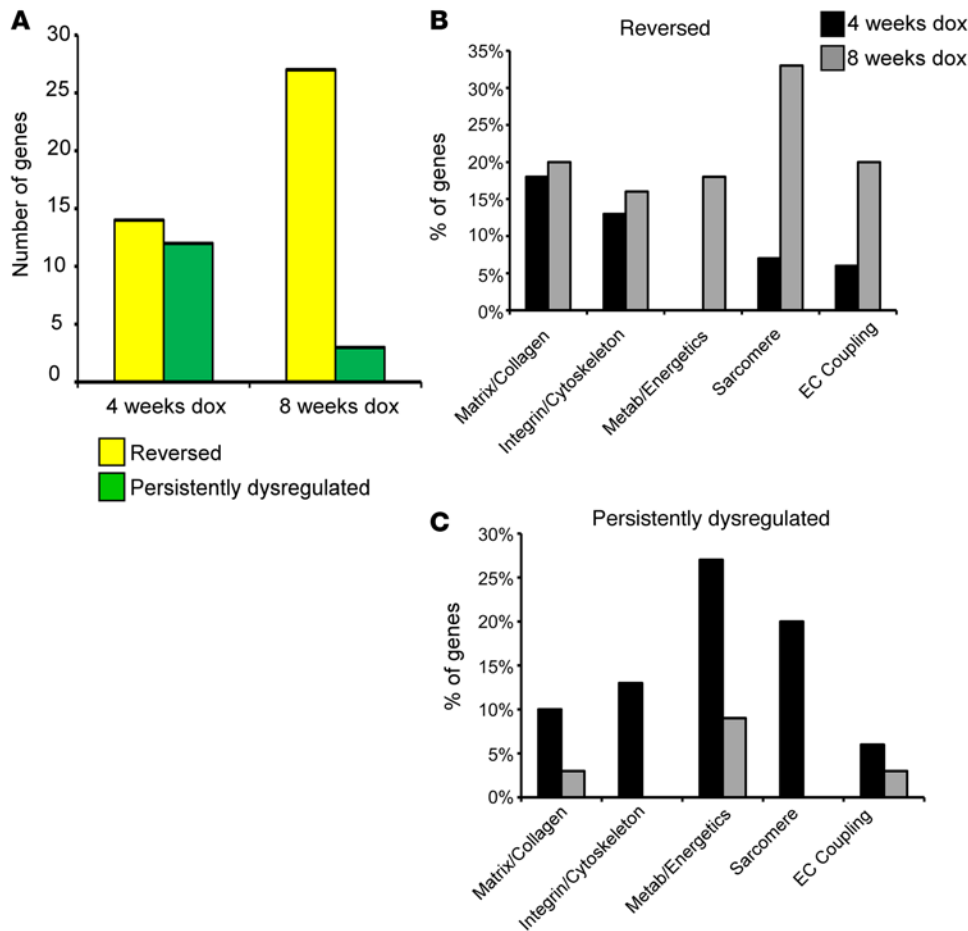 A
30
25
20
15
10
5
0
Number of genes
4 weeks dox
8 weeks dox
Reversed
Persistently dysregulated
B
Reversed
4 weeks dox
8 weeks dox
35%
30%
25%
20%
15%
10%
5%
0%
% of genes
Matrix/Collagen
Integrin/Cytoskeleton
Metab/Energetics
Sarcomere
EC Coupling
C
Persistently dysregulated
30%
25%
20%
15%
10%
5%
0%
% of genes
Matrix/Collagen
Integrin/Cytoskeleton
Metab/Energetics
Sarcomere
EC Coupling